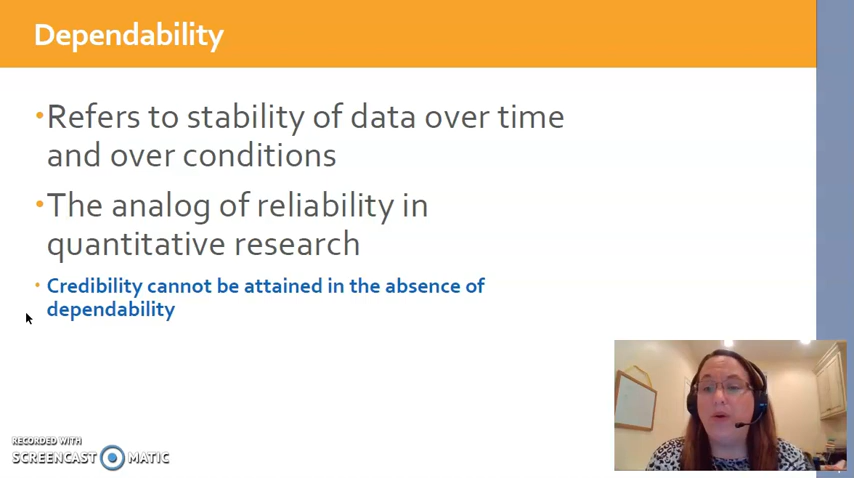 Dependability
•Refers to stability of data over time
and over conditions
•The analog of reliability in
quantitative research
• Credibility cannot be attained in the absence of
dependability
RECORDED WITH
SCREENCAST MATIC